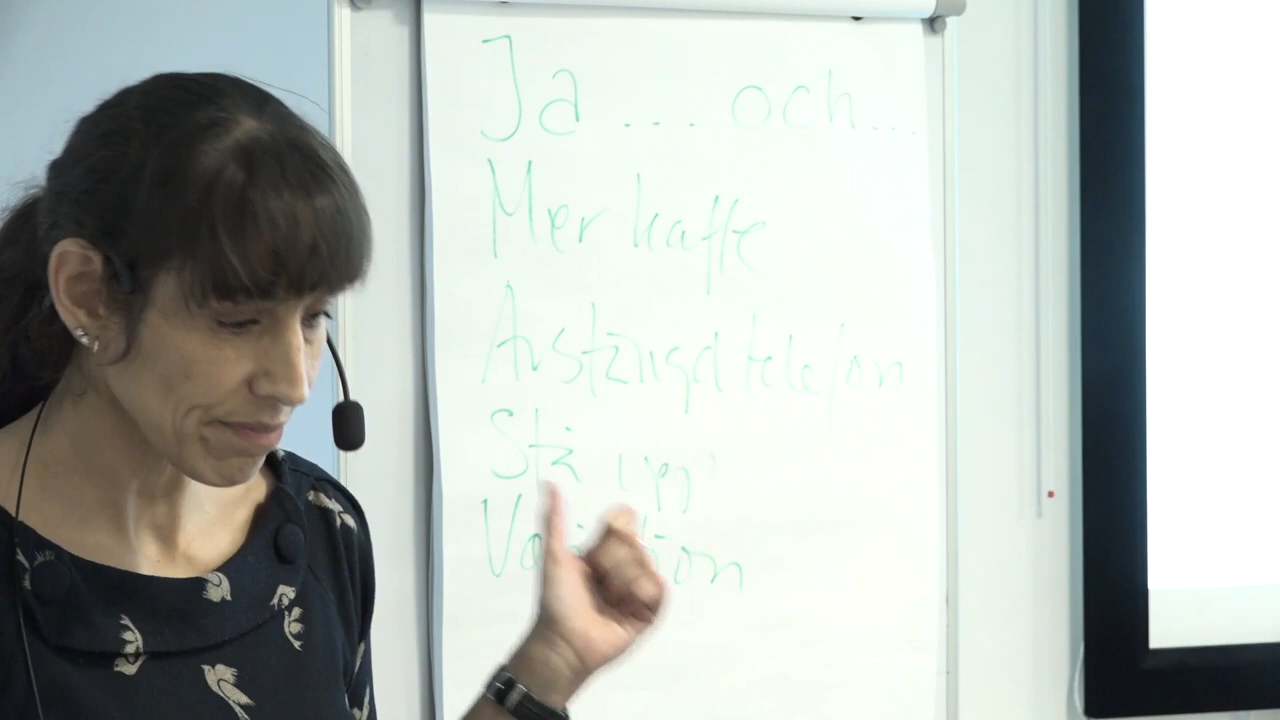 Ja ... och...
Mer kaffe
Avstängd telefon
Stå upp